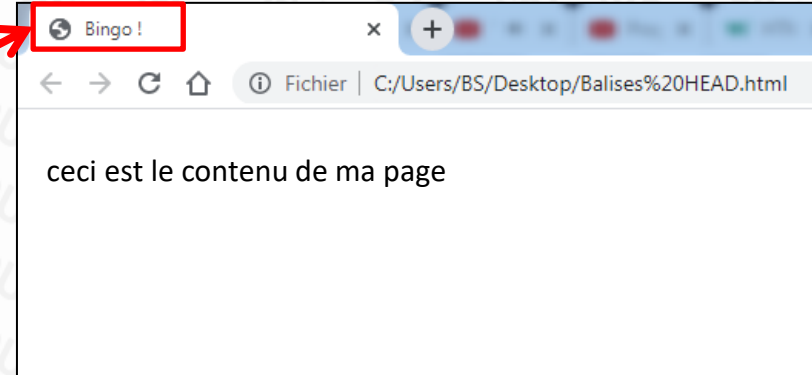 Bingo !
Fichier | C:/Users/BS/Desktop/Balises%20HEAD.html
ceci est le contenu de ma page